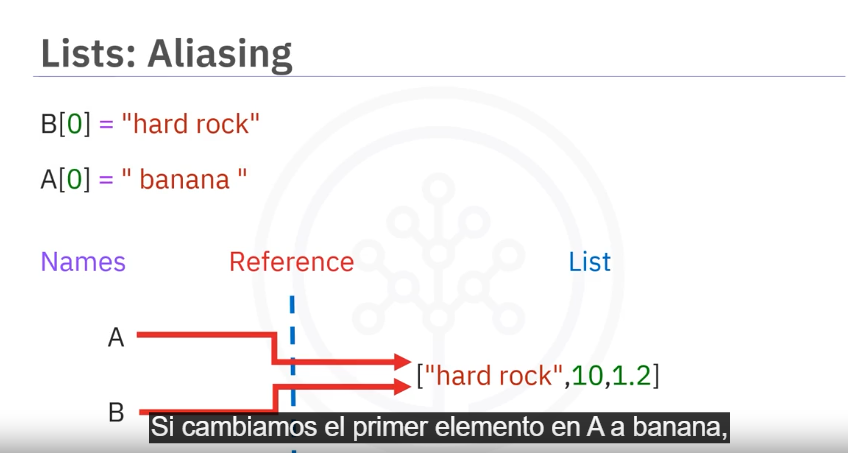 Lists: Aliasing
B[0] = "hard rock"
A[0] = " banana "
Names Reference List
A
["hard rock",10,1.2]
B
Si cambiamos el primer elemento en A a banana,